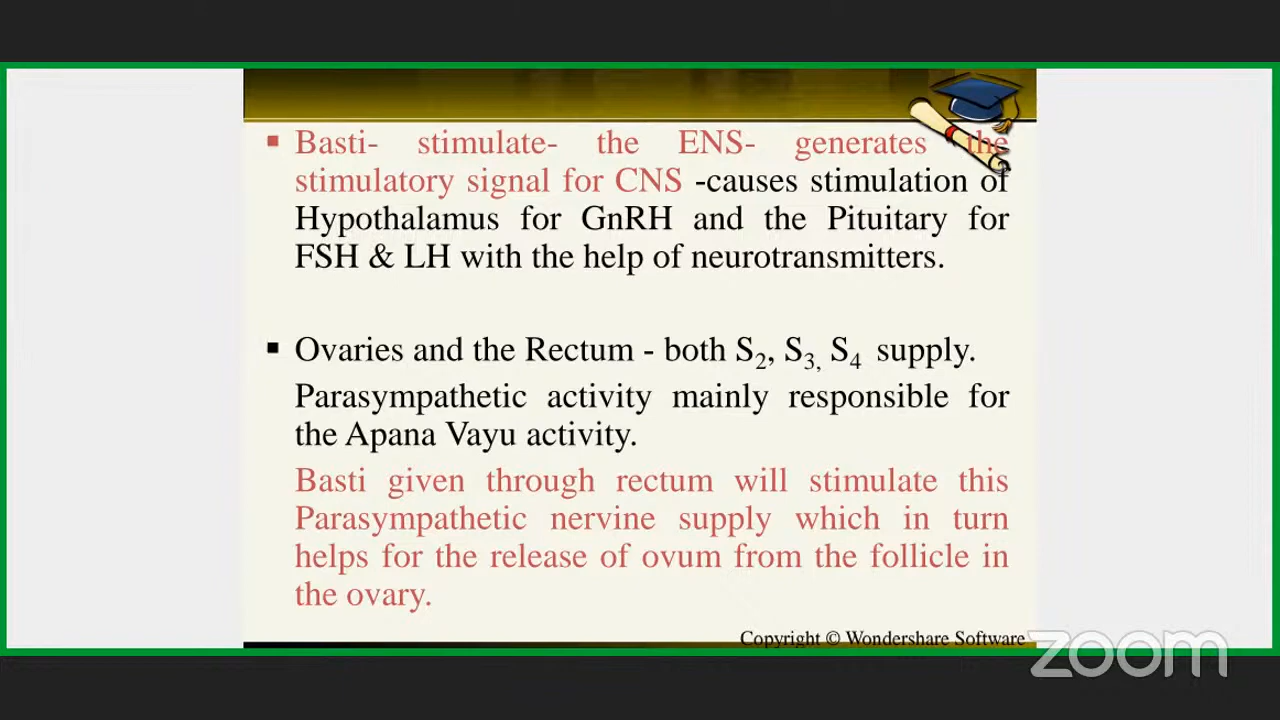 Basti- stimulate- the ENS- generates the
stimulatory signal for CNS -causes stimulation of
Hypothalamus for GnRH and the Pituitary for
FSH & LH with the help of neurotransmitters.
Ovaries and the Rectum - both S2, S3, S4 supply.
Parasympathetic activity mainly responsible for
the Apana Vayu activity.
Basti given through rectum will stimulate this
Parasympathetic nervine supply which in turn
helps for the release of ovum from the follicle in
the ovary.
Copyright © Wondershare Software
zoom